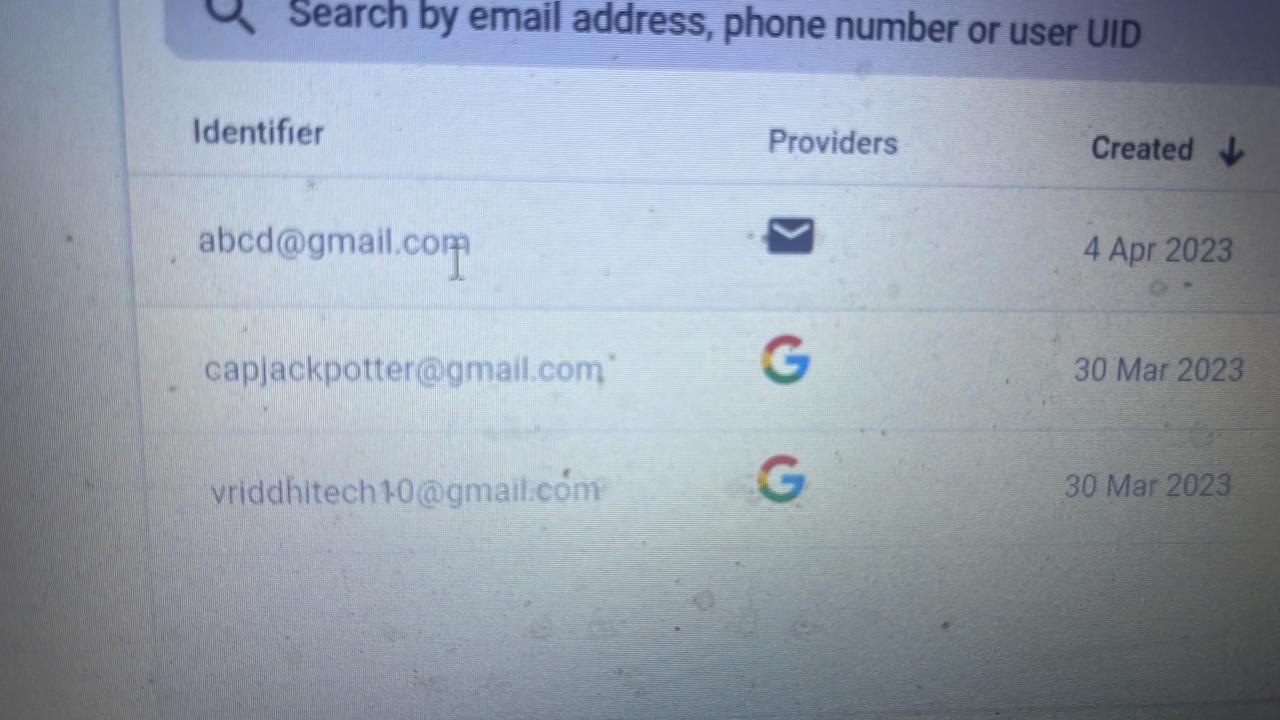 Search by email address, phone number or user UID
Identifier Providers Created
abcd@gmail.com 4 Apr 2023
capjackpotter@gmail.com 30 Mar 2023
vriddhitech10@gmail.com 30 Mar 2023